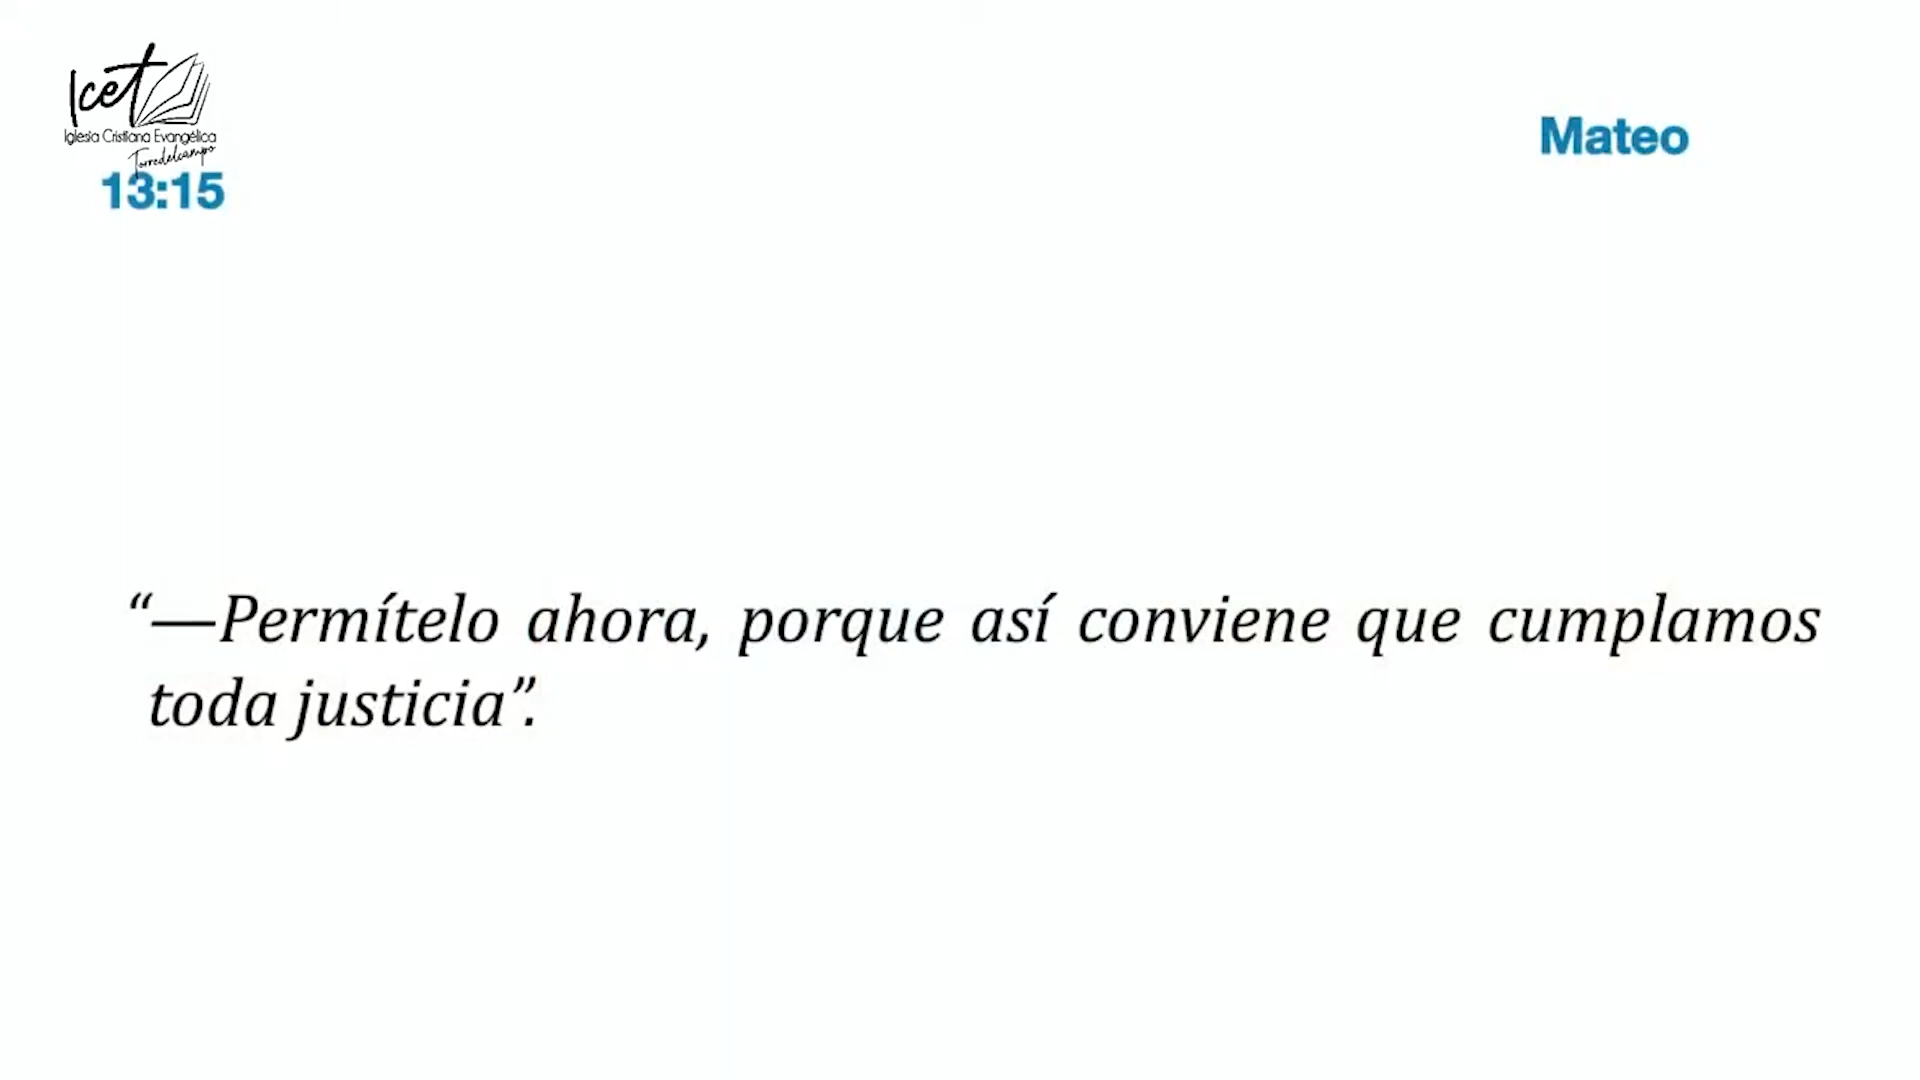 Icet
Iglesia Cristiana Evangélica
Torredelcampo
Mateo
13:15
“—Permítelo ahora, porque así conviene que cumplamos
toda justicia”.